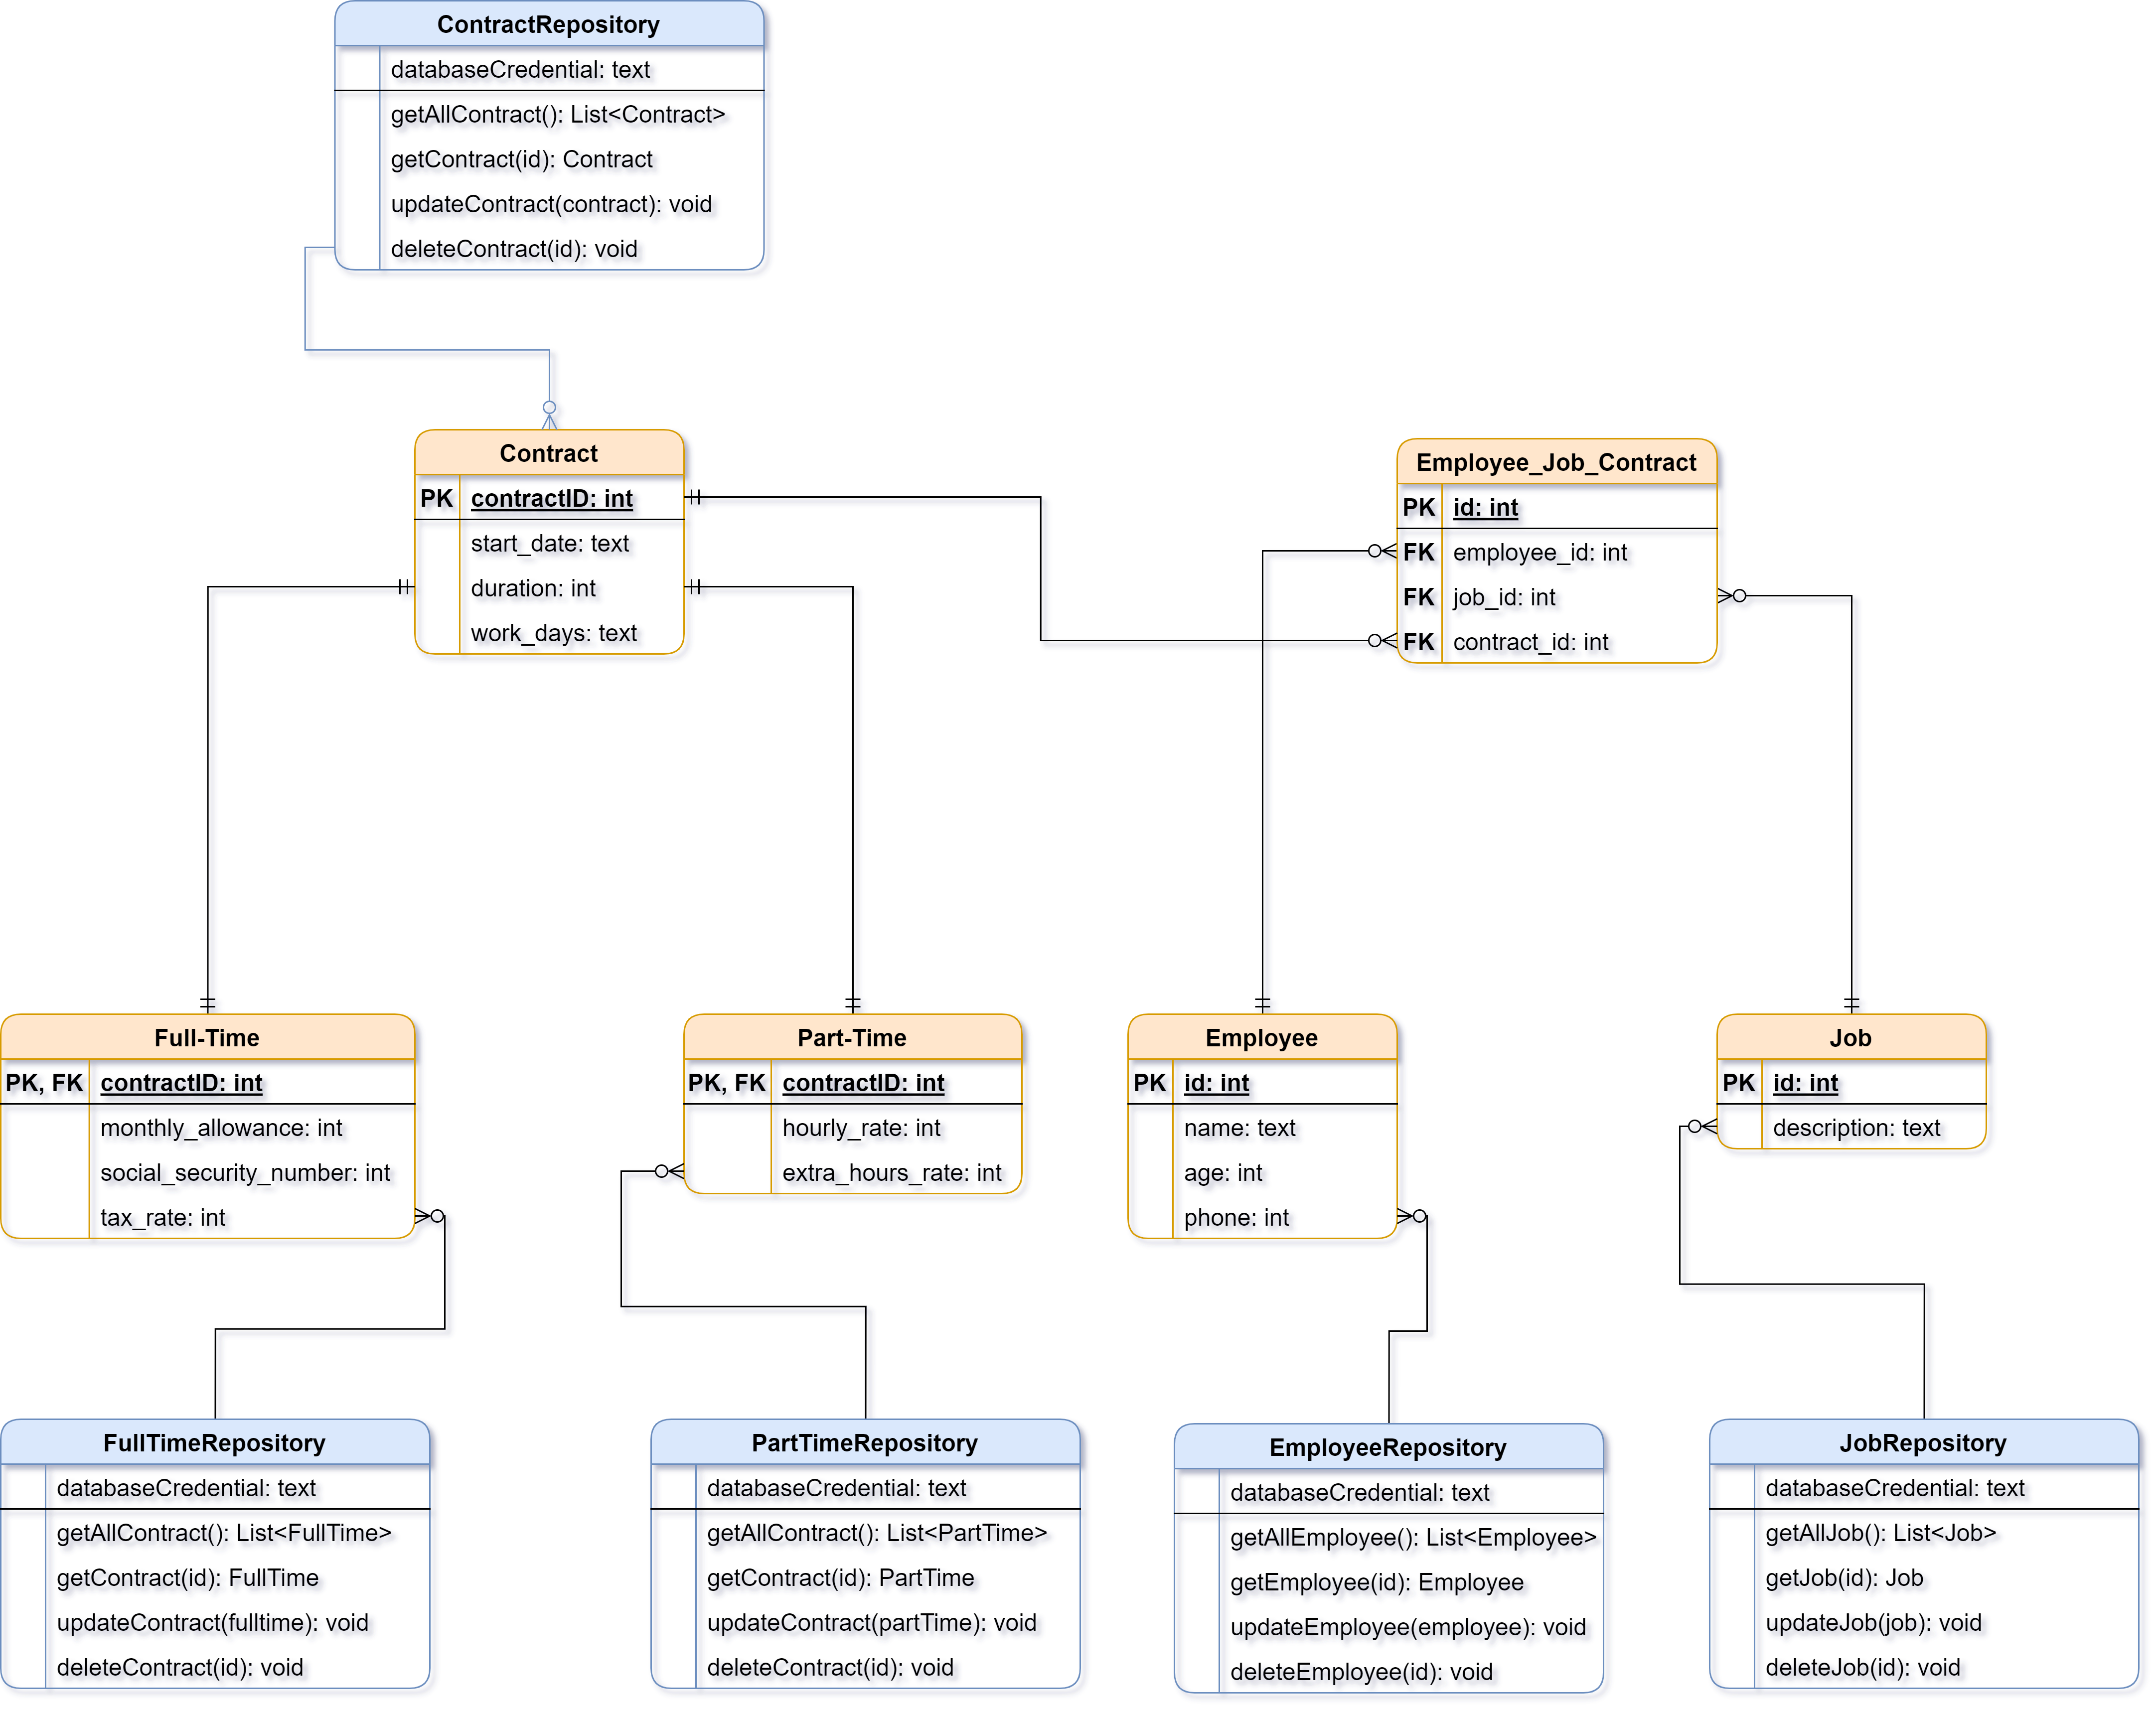 ContractRepository
databaseCredential: text
getAllContract(): List<Contract>
getContract(id): Contract
updateContract(contract): void
deleteContract(id): void
Contract
PK contractID: int
start_date: text
duration: int
work_days: text
Employee_Job_Contract
PK id: int
FK employee_id: int
FK job_id: int
FK contract_id: int
Full-Time
PK, FK contractID: int
monthly_allowance: int
social_security_number: int
tax_rate: int
Part-Time
PK, FK contractID: int
hourly_rate: int
extra_hours_rate: int
Employee
PK id: int
name: text
age: int
phone: int
Job
PK id: int
description: text
FullTimeRepository
databaseCredential: text
getAllContract(): List<FullTime>
getContract(id): FullTime
updateContract(fulltime): void
deleteContract(id): void
PartTimeRepository
databaseCredential: text
getAllContract(): List<PartTime>
getContract(id): PartTime
updateContract(partTime): void
deleteContract(id): void
EmployeeRepository
databaseCredential: text
getAllEmployee(): List<Employee>
getEmployee(id): Employee
updateEmployee(employee): void
deleteEmployee(id): void
JobRepository
databaseCredential: text
getAllJob(): List<Job>
getJob(id): Job
updateJob(job): void
deleteJob(id): void